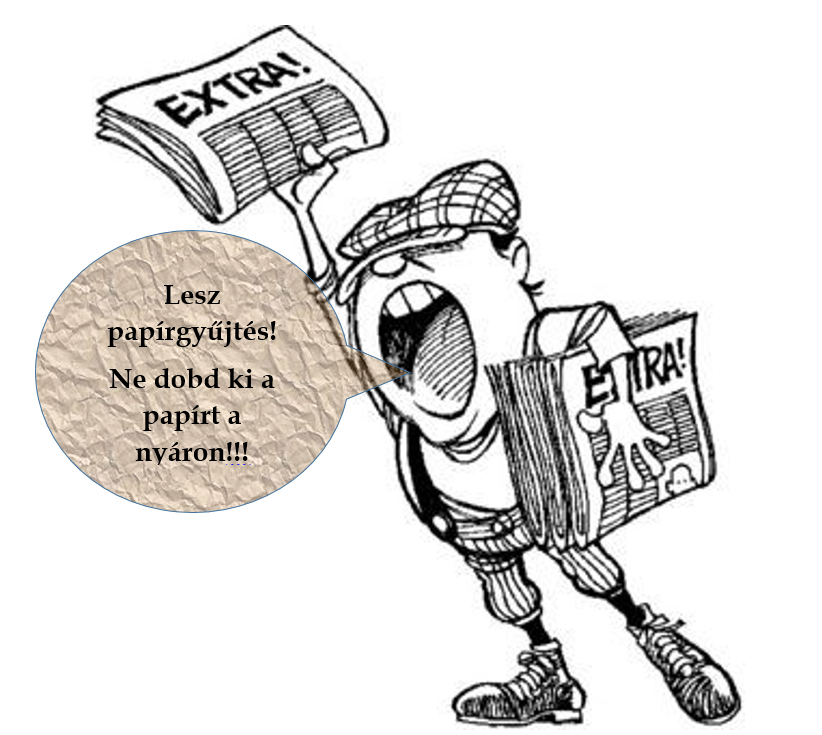 EXTRA!
Lesz
papírgyűjtés!
Ne dobd ki a
papírt a
nyáron!!!
EXTRA!